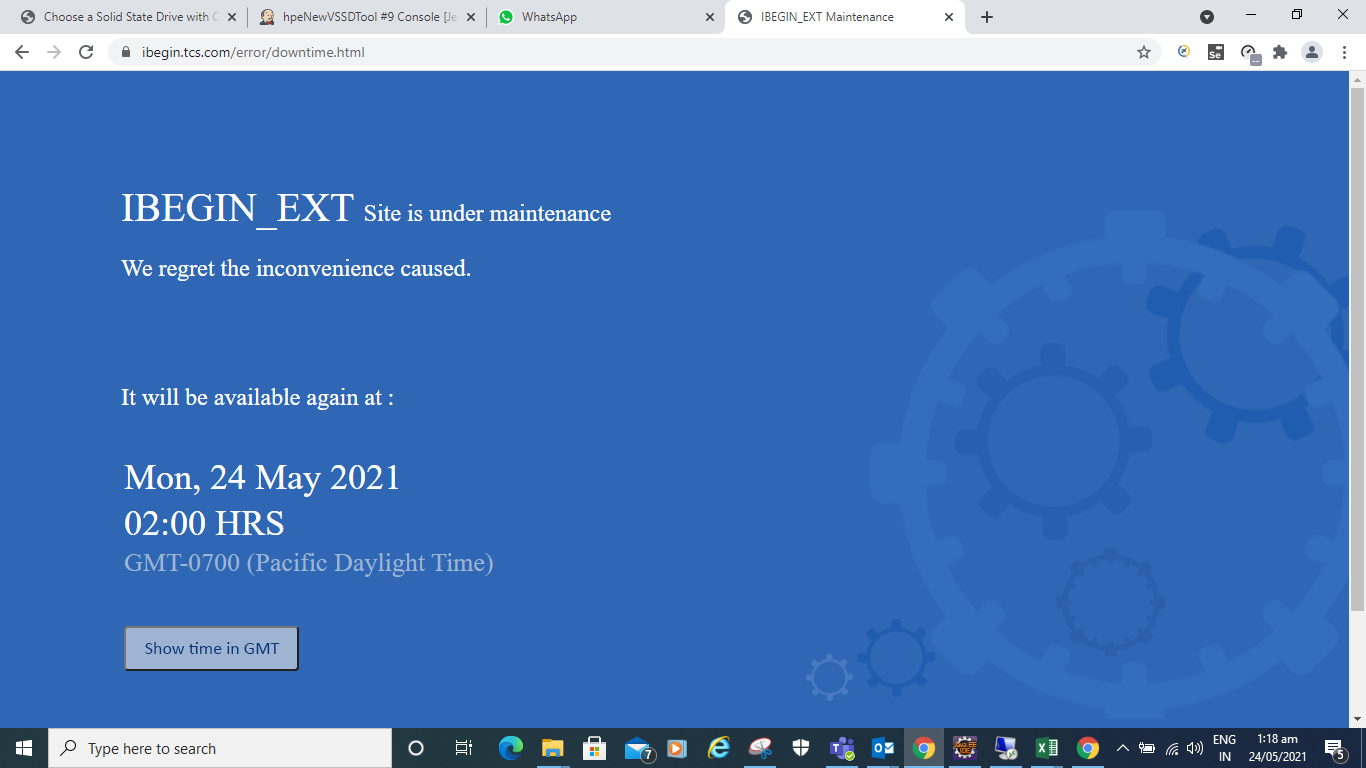 Choose a Solid State Drive with C
hpeNewVSSDTool #9 Console [Je
WhatsApp
IBEGIN_EXT Maintenance
ibegin.tcs.com/error/downtime.html
Se
IBEGIN_EXT Site is under maintenance
We regret the inconvenience caused.
It will be available again at :
Mon, 24 May 2021
02:00 HRS
GMT-0700 (Pacific Daylight Time)
Show time in GMT
Type here to search
7
ENG
IN
1:18 am
24/05/2021
5